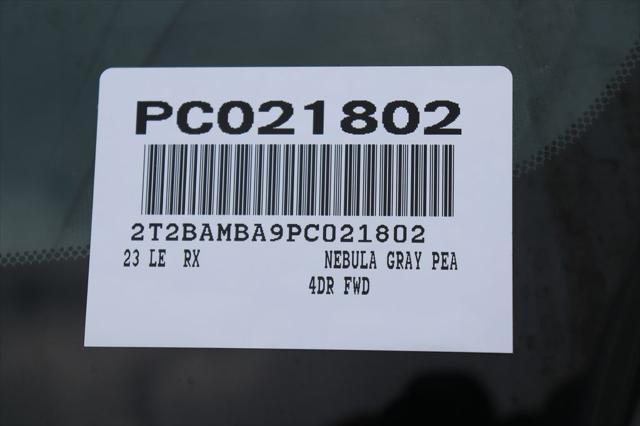 PC021802
2T2BAMBA9PC021802
23 LE RX NEBULA GRAY PEA
4DR FWD